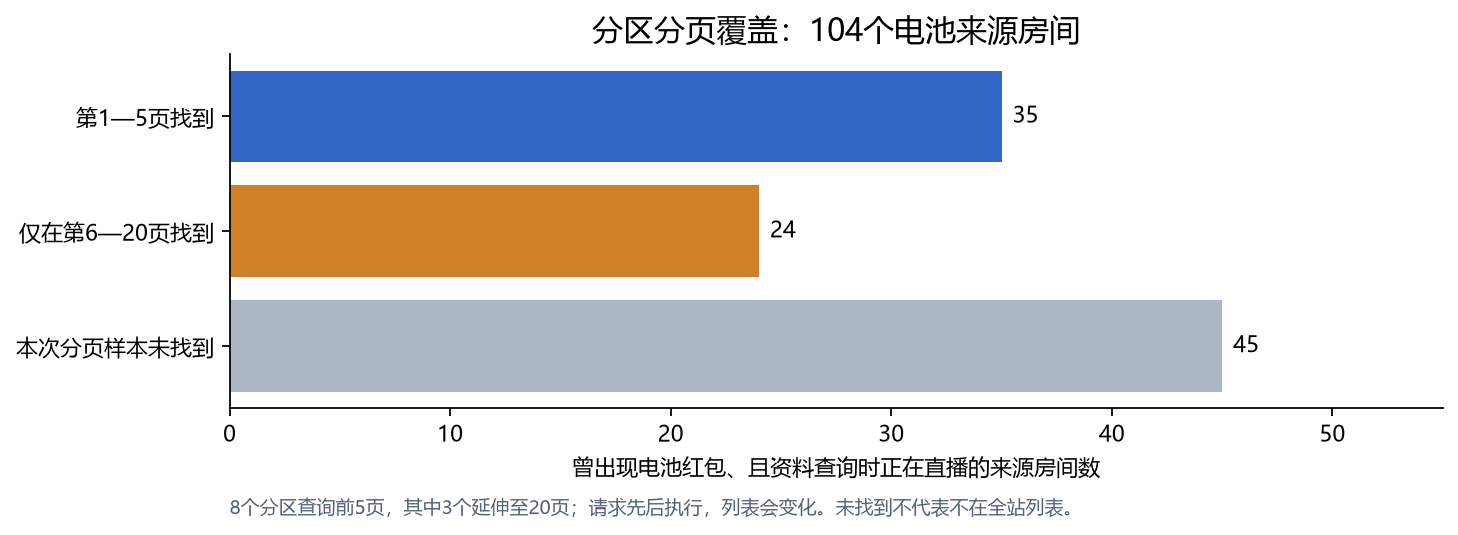 分区分页覆盖：104个电池来源房间
第1—5页找到
35
仅在第6—20页找到
24
本次分页样本未找到
45
0 10 20 30 40 50
曾出现电池红包、且资料查询时正在直播的来源房间数
8个分区查询前5页，其中3个延伸至20页；请求先后执行，列表会变化。未找到不代表不在全站列表。